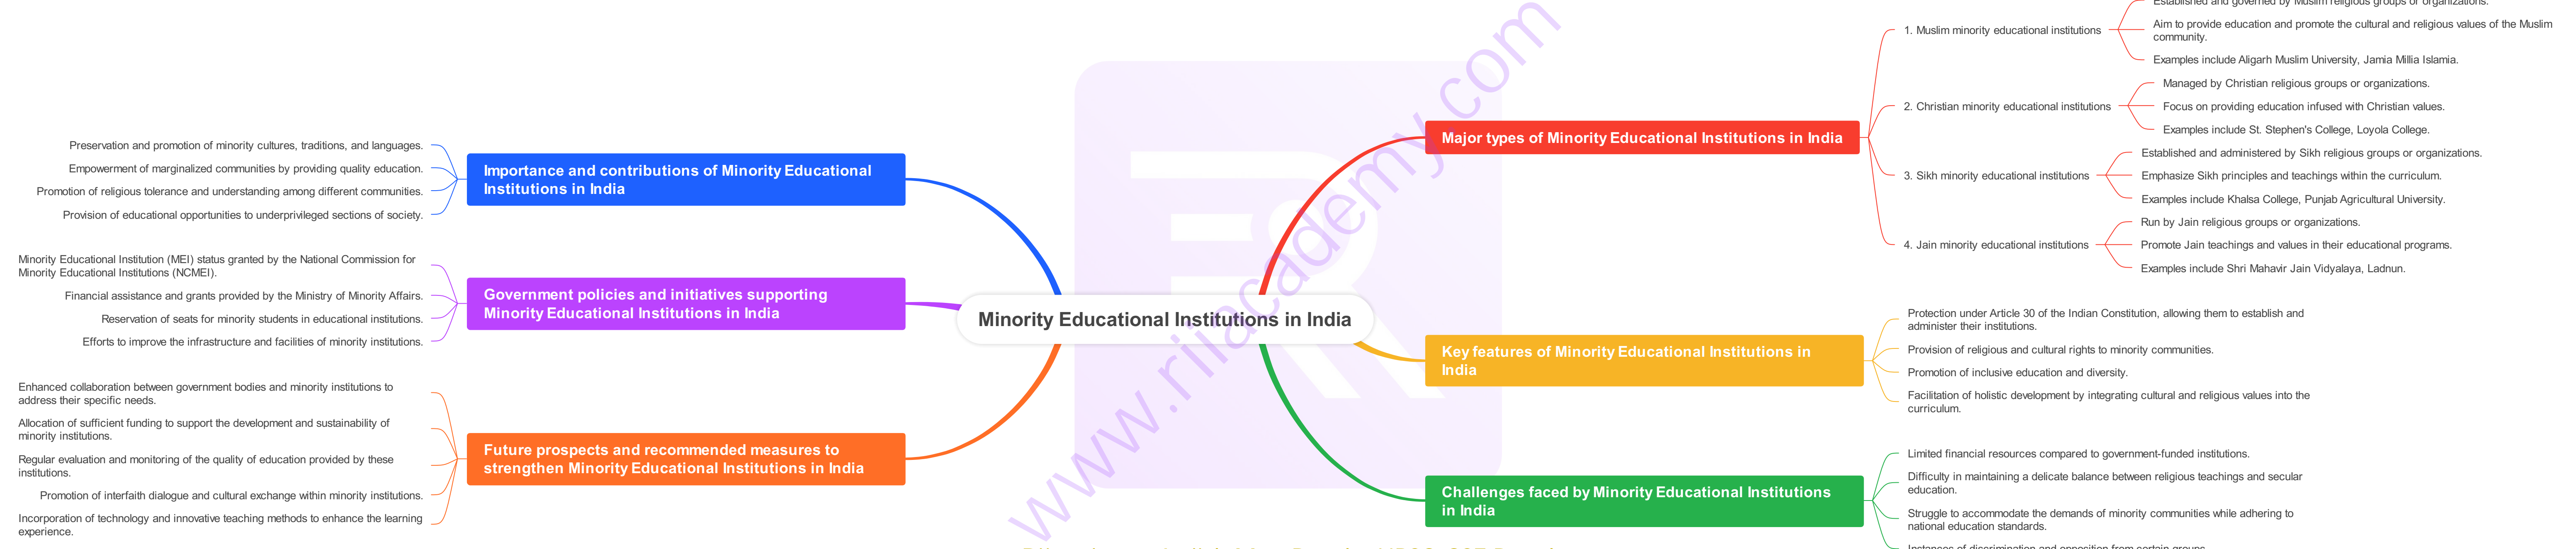 Minority Educational Institutions in India
Importance and contributions of Minority Educational
Institutions in India
Preservation and promotion of minority cultures, traditions, and languages.
Empowerment of marginalized communities by providing quality education.
Promotion of religious tolerance and understanding among different communities.
Provision of educational opportunities to underprivileged sections of society.
Government policies and initiatives supporting
Minority Educational Institutions in India
Minority Educational Institution (MEI) status granted by the National Commission for
Minority Educational Institutions (NCMEI).
Financial assistance and grants provided by the Ministry of Minority Affairs.
Reservation of seats for minority students in educational institutions.
Efforts to improve the infrastructure and facilities of minority institutions.
Future prospects and recommended measures to
strengthen Minority Educational Institutions in India
Enhanced collaboration between government bodies and minority institutions to
address their specific needs.
Allocation of sufficient funding to support the development and sustainability of
minority institutions.
Regular evaluation and monitoring of the quality of education provided by these
institutions.
Promotion of interfaith dialogue and cultural exchange within minority institutions.
Incorporation of technology and innovative teaching methods to enhance the learning
experience.
Major types of Minority Educational Institutions in India
1. Muslim minority educational institutions
Established and governed by Muslim religious groups or organizations.
Aim to provide education and promote the cultural and religious values of the Muslim
community.
Examples include Aligarh Muslim University, Jamia Millia Islamia.
2. Christian minority educational institutions
Managed by Christian religious groups or organizations.
Focus on providing education infused with Christian values.
Examples include St. Stephen's College, Loyola College.
3. Sikh minority educational institutions
Established and administered by Sikh religious groups or organizations.
Emphasize Sikh principles and teachings within the curriculum.
Examples include Khalsa College, Punjab Agricultural University.
4. Jain minority educational institutions
Run by Jain religious groups or organizations.
Promote Jain teachings and values in their educational programs.
Examples include Shri Mahavir Jain Vidyalaya, Ladnun.
Key features of Minority Educational Institutions in
India
Protection under Article 30 of the Indian Constitution, allowing them to establish and
administer their institutions.
Provision of religious and cultural rights to minority communities.
Promotion of inclusive education and diversity.
Facilitation of holistic development by integrating cultural and religious values into the
curriculum.
Challenges faced by Minority Educational Institutions
in India
Limited financial resources compared to government-funded institutions.
Difficulty in maintaining a delicate balance between religious teachings and secular
education.
Struggle to accommodate the demands of minority communities while adhering to
national education standards.
Instances of discrimination and opposition from certain groups.
www.riliacademy.com